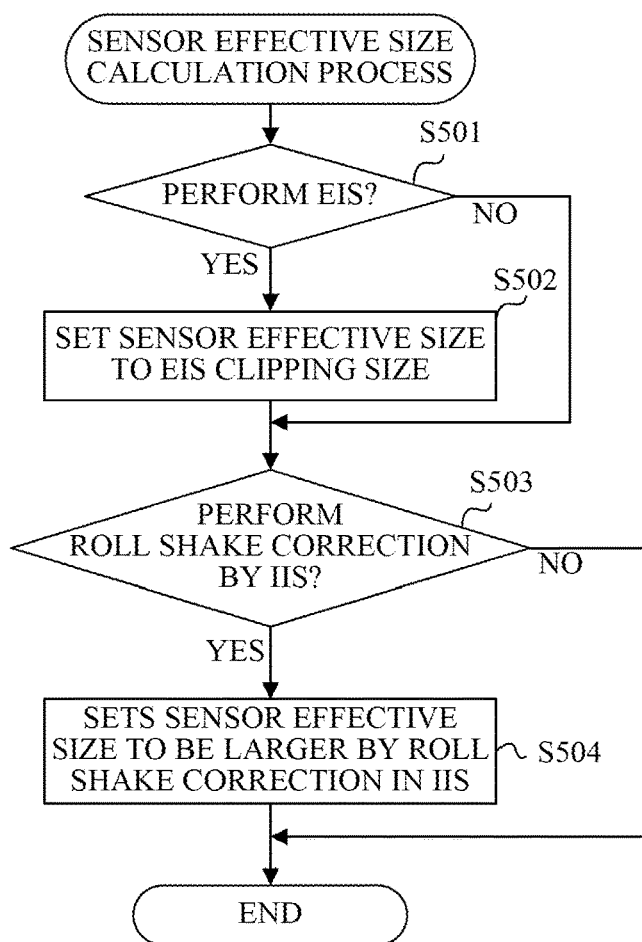 SENSOR EFFECTIVE SIZE
CALCULATION PROCESS
S501
PERFORM EIS?
NO
YES
S502
SET SENSOR EFFECTIVE SIZE
TO EIS CLIPPING SIZE
S503
PERFORM
ROLL SHAKE CORRECTION
BY IIS?
NO
YES
SETS SENSOR EFFECTIVE
SIZE TO BE LARGER BY ROLL
SHAKE CORRECTION IN IIS
S504
END